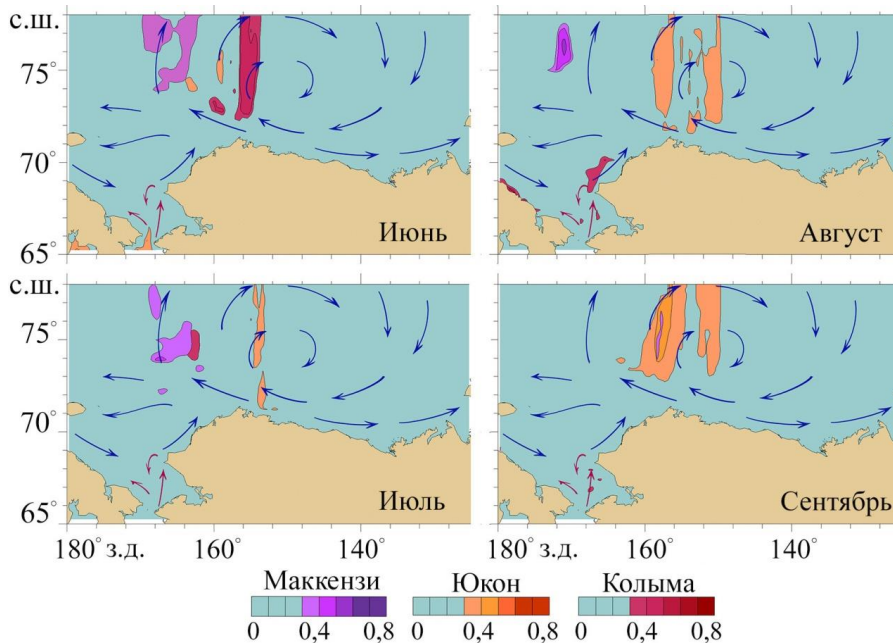 с.ш.
75°
70°
65°
Июнь
Август
с.ш.
75°
70°
65°
Июль
Сентябрь
180° з.д. 160° 140° 180° з.д. 160° 140°
Маккензи Юкон Колыма
0 0,4 0,8 0 0,4 0,8 0 0,4 0,8